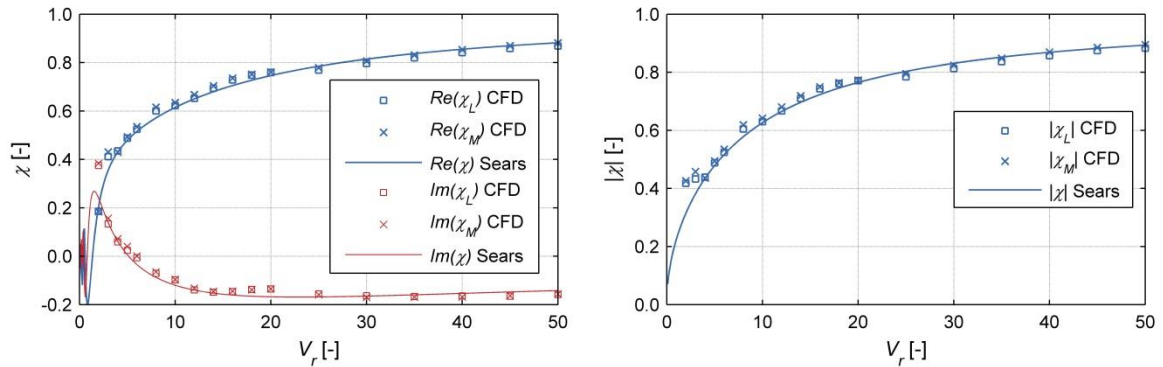 1.0
0.8
0.6
0.4
0.2
0.0
-0.2
χ [-]
0 10 20 30 40 50
V_r [-]
Re(χ_L) CFD
Re(χ_M) CFD
Re(χ) Sears
Im(χ_L) CFD
Im(χ_M) CFD
Im(χ) Sears
1.0
0.8
0.6
0.4
0.2
0.0
|χ| [-]
0 10 20 30 40 50
V_r [-]
|χ_L| CFD
|χ_M| CFD
|χ| Sears